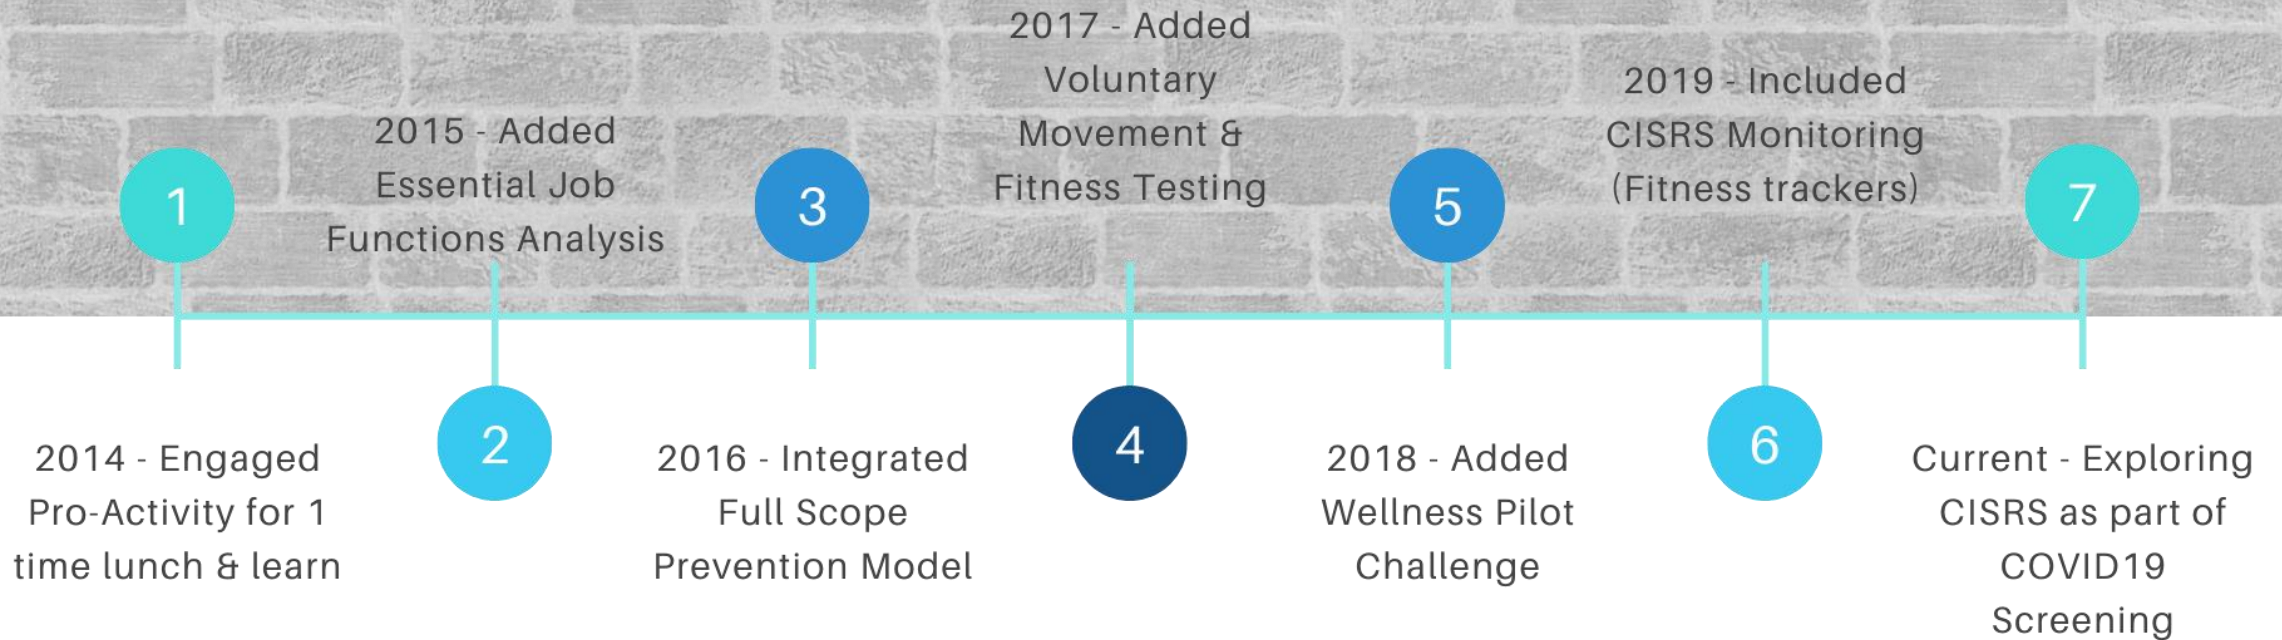 1
2014 - Engaged
Pro-Activity for 1
time lunch & learn
2015 - Added
Essential Job
Functions Analysis
2
3
2016 - Integrated
Full Scope
Prevention Model
2017 - Added
Voluntary
Movement &
Fitness Testing
4
5
2018 - Added
Wellness Pilot
Challenge
2019 - Included
CISRS Monitoring
(Fitness trackers)
6
7
Current - Exploring
CISRS as part of
COVID19
Screening